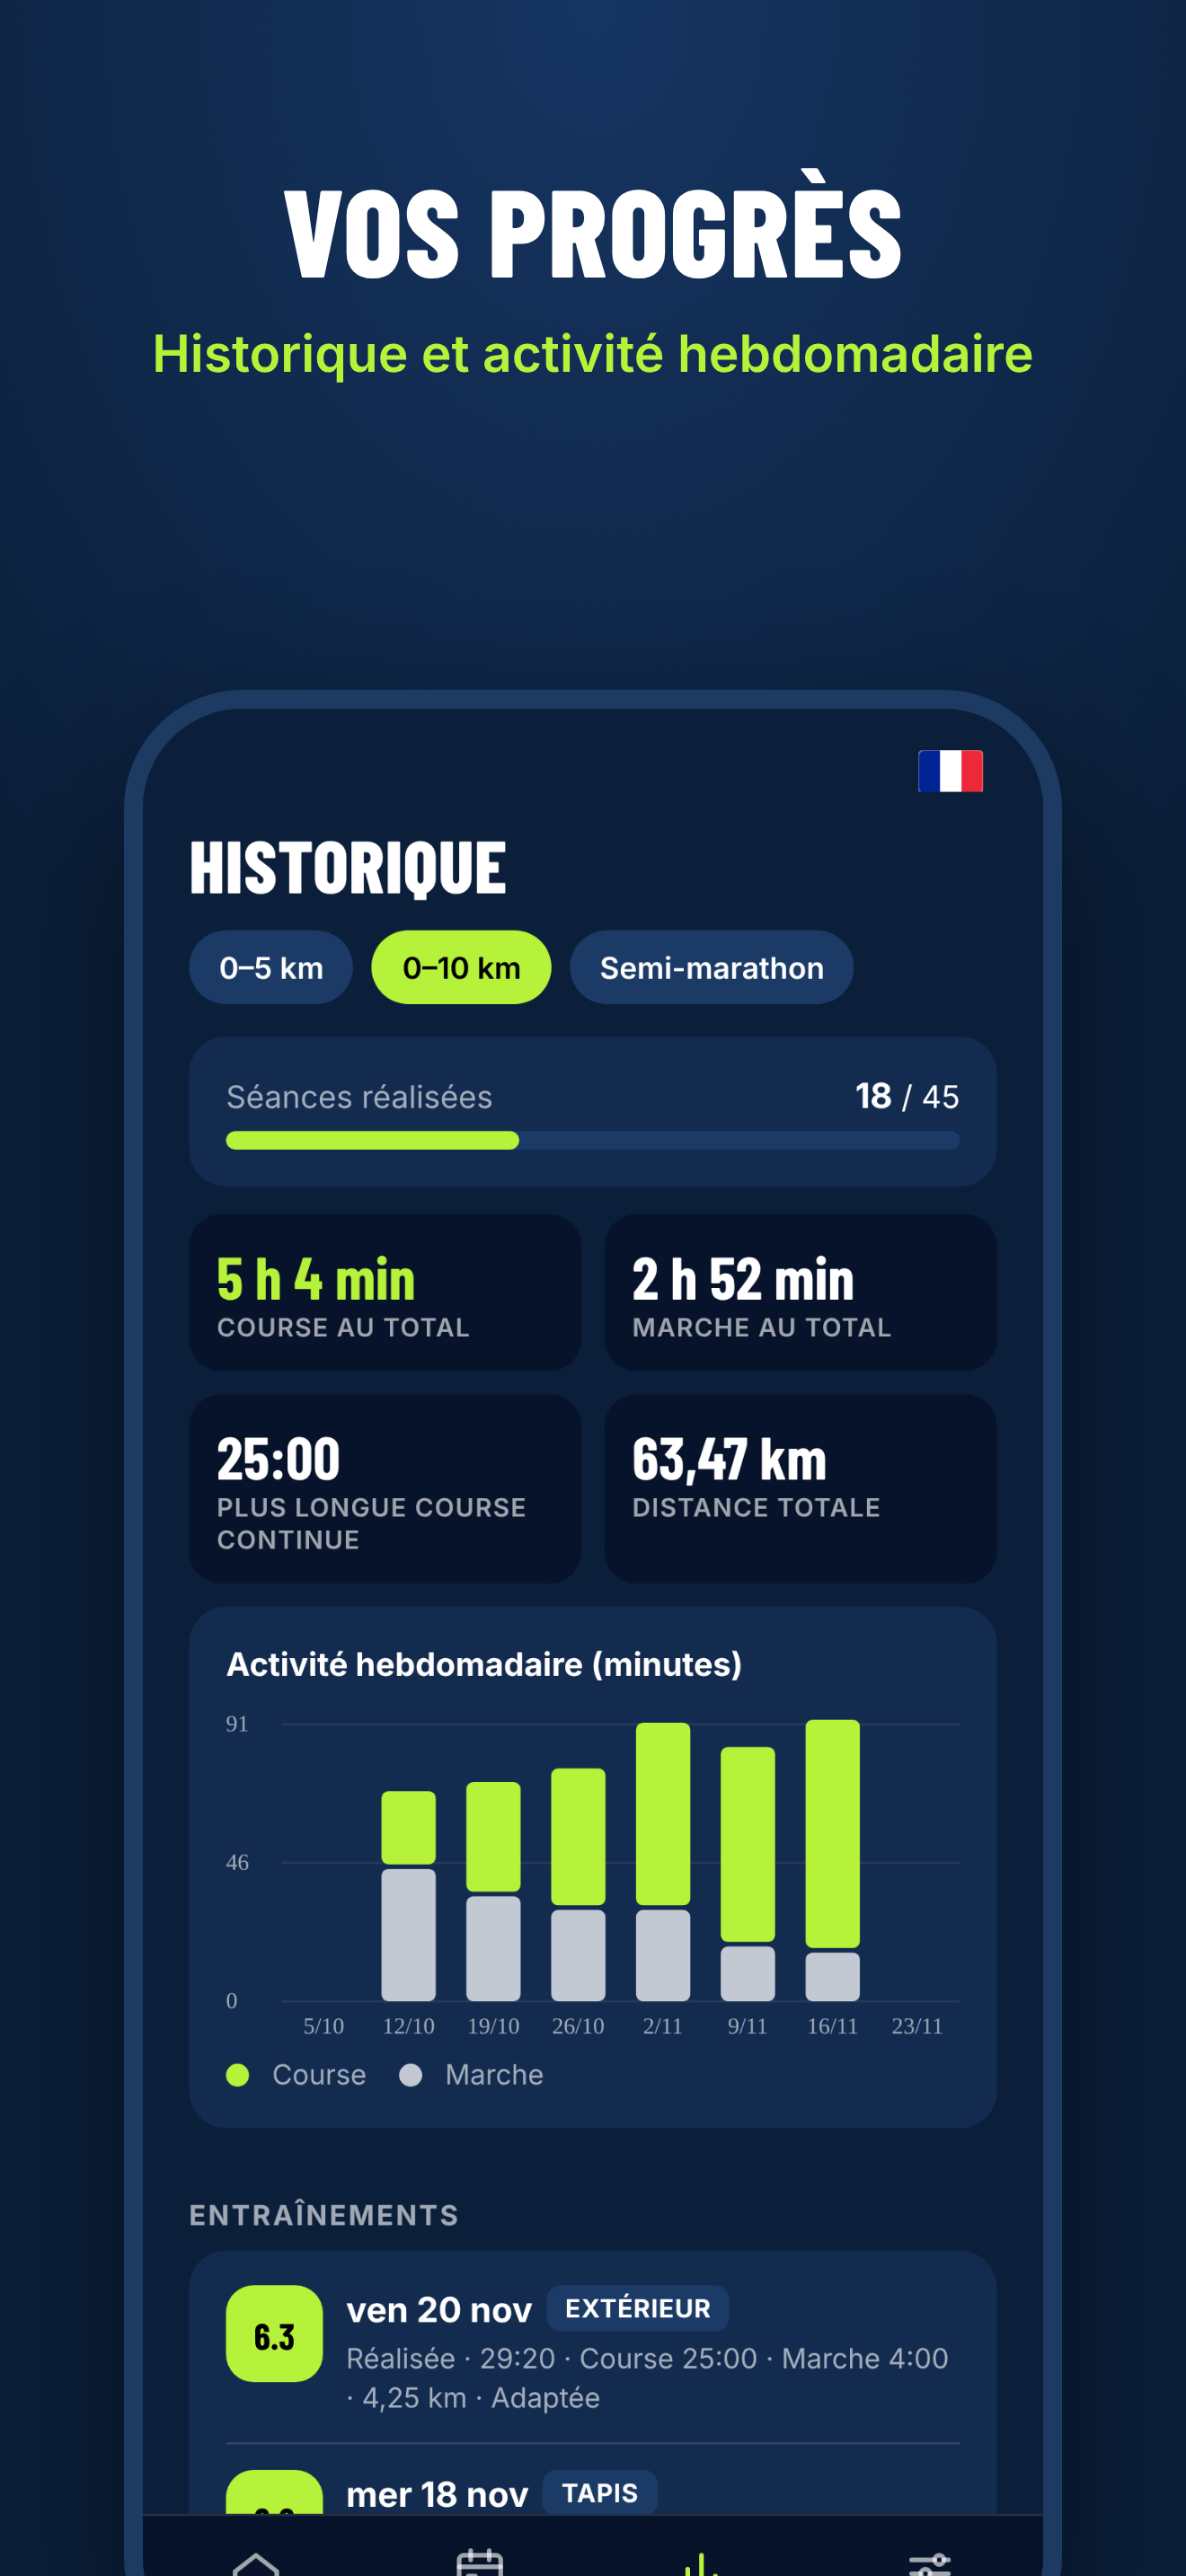 VOS PROGRÈS
Historique et activité hebdomadaire
HISTORIQUE
0–5 km
0–10 km
Semi-marathon
Séances réalisées
18 / 45
5 h 4 min
COURSE AU TOTAL
2 h 52 min
MARCHE AU TOTAL
25:00
PLUS LONGUE COURSE
CONTINUE
63,47 km
DISTANCE TOTALE
Activité hebdomadaire (minutes)
91
46
0
5/10
12/10
19/10
26/10
2/11
9/11
16/11
23/11
Course
Marche
ENTRAÎNEMENTS
6.3
ven 20 nov
EXTÉRIEUR
Réalisée · 29:20 · Course 25:00 · Marche 4:00
· 4,25 km · Adaptée
mer 18 nov
TAPIS